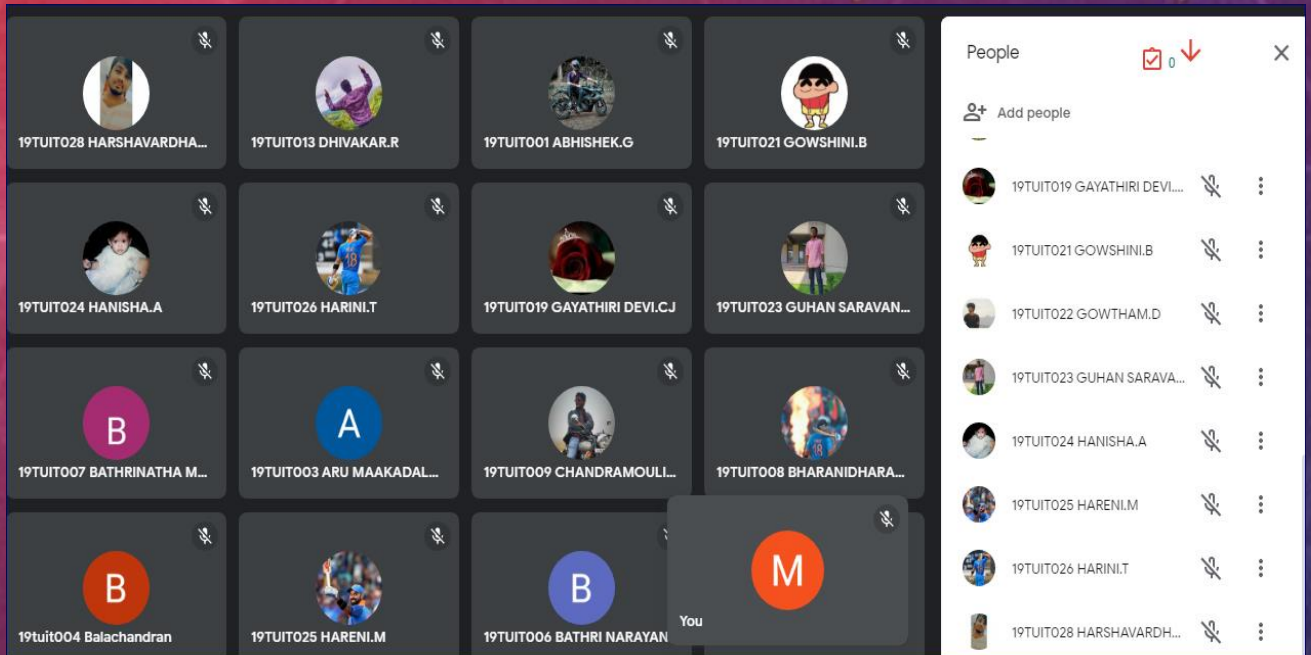 19TUIT028 HARSHAVARDHA...
19TUIT013 DHIVAKAR.R
19TUIT001 ABHISHEK.G
19TUIT021 GOWSHINI.B
19TUIT024 HANISHA.A
18
19TUIT026 HARINI.T
19TUIT019 GAYATHIRI DEVI.CJ
19TUIT023 GUHAN SARAVAN...
B
19TUIT007 BATHRINATHA M...
A
19TUIT003 ARU MAAKADAL...
19TUIT009 CHANDRAMOULI...
18
19TUIT008 BHARANIDHARA...
B
19tuit004 Balachandran
19TUIT025 HARENI.M
B
19TUIT006 BATHRI NARAYAN
M
You
People
0
Add people
19TUIT019 GAYATHIRI DEVI....
19TUIT021 GOWSHINI.B
19TUIT022 GOWTHAM.D
19TUIT023 GUHAN SARAVA...
19TUIT024 HANISHA.A
19TUIT025 HARENI.M
19TUIT026 HARINI.T
19TUIT028 HARSHAVARDH...